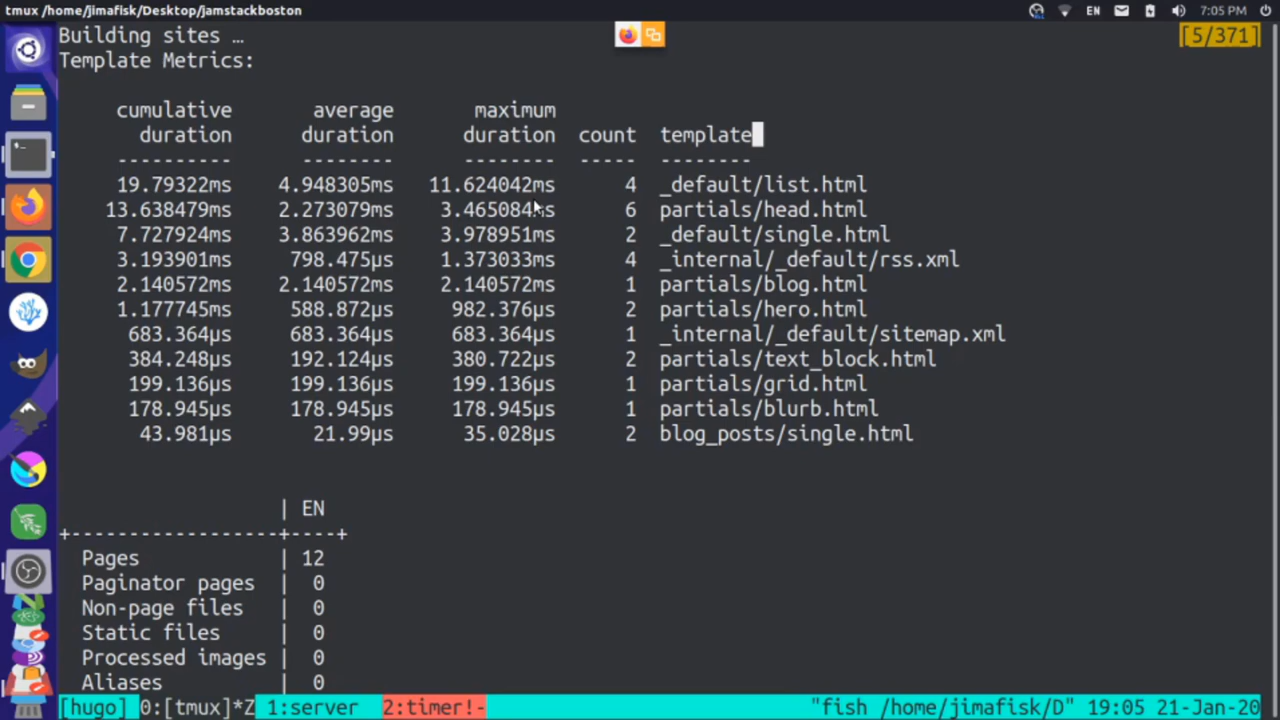 tmux /home/jimafisk/Desktop/jamstackboston EN 7:05 PM
Building sites … [5/371]
Template Metrics:
cumulative average maximum
duration duration duration count template
---------- -------- -------- ----- --------
19.79322ms 4.948305ms 11.624042ms 4 _default/list.html
13.638479ms 2.273079ms 3.465084ms 6 partials/head.html
7.727924ms 3.863962ms 3.978951ms 2 _default/single.html
3.193901ms 798.475µs 1.373033ms 4 _internal/_default/rss.xml
2.140572ms 2.140572ms 2.140572ms 1 partials/blog.html
1.177745ms 588.872µs 982.376µs 2 partials/hero.html
683.364µs 683.364µs 683.364µs 1 _internal/_default/sitemap.xml
384.248µs 192.124µs 380.722µs 2 partials/text_block.html
199.136µs 199.136µs 199.136µs 1 partials/grid.html
178.945µs 178.945µs 178.945µs 1 partials/blurb.html
43.981µs 21.99µs 35.028µs 2 blog_posts/single.html
| EN
+------------------+----+
Pages | 12
Paginator pages | 0
Non-page files | 0
Static files | 0
Processed images | 0
Aliases | 0
[hugo] 0:[tmux]*Z 1:server 2:timer!- "fish /home/jimafisk/D" 19:05 21-Jan-20